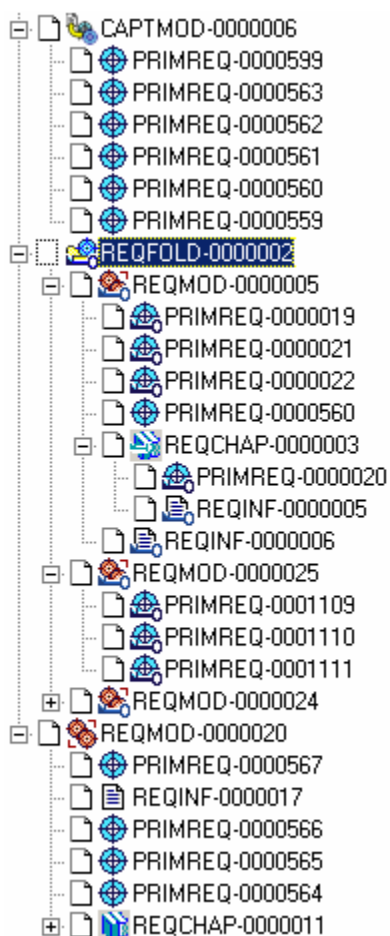 CAPTMOD-0000006
PRIMREQ-0000599
PRIMREQ-0000563
PRIMREQ-0000562
PRIMREQ-0000561
PRIMREQ-0000560
PRIMREQ-0000559
REQFOLD-0000002
REQMOD-0000005
PRIMREQ-0000019
PRIMREQ-0000021
PRIMREQ-0000022
PRIMREQ-0000560
REQCHAP-0000003
PRIMREQ-0000020
REQINF-0000005
REQINF-0000006
REQMOD-0000025
PRIMREQ-0001109
PRIMREQ-0001110
PRIMREQ-0001111
REQMOD-0000024
REQMOD-0000020
PRIMREQ-0000567
REQINF-0000017
PRIMREQ-0000566
PRIMREQ-0000565
PRIMREQ-0000564
REQCHAP-0000011